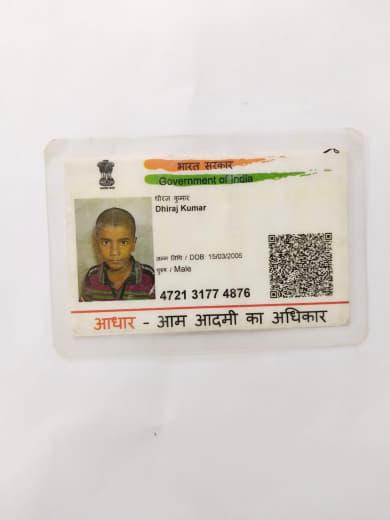 भारत सरकार
Government of India
धीरज कुमार
Dhiraj Kumar
जन्म तिथि / DOB: 15/03/2005
पुरुष / Male
4721 3177 4876
आधार - आम आदमी का अधिकार